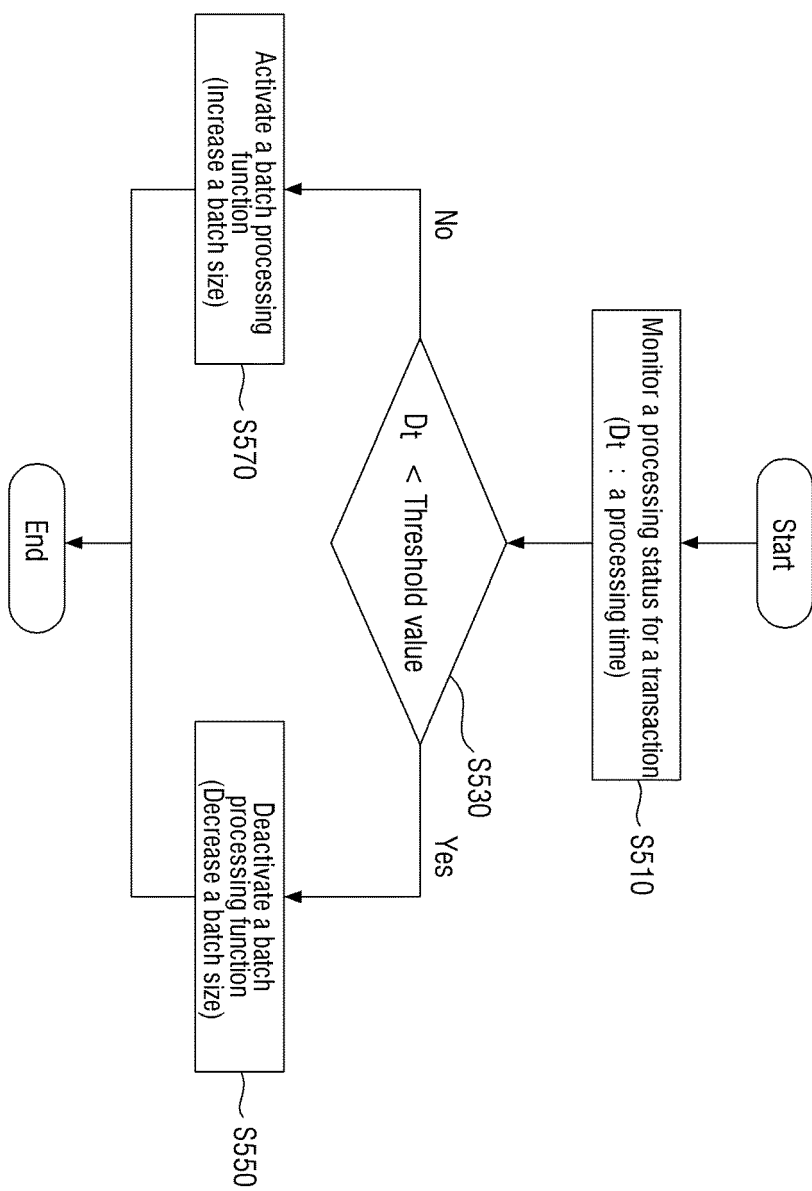 Start
Monitor a processing status for a transaction
(Dt : a processing time)
S510
Dt < Threshold value
S530
No
Yes
Activate a batch processing
function
(Increase a batch size)
S570
Deactivate a batch
processing function
(Decrease a batch size)
S550
End